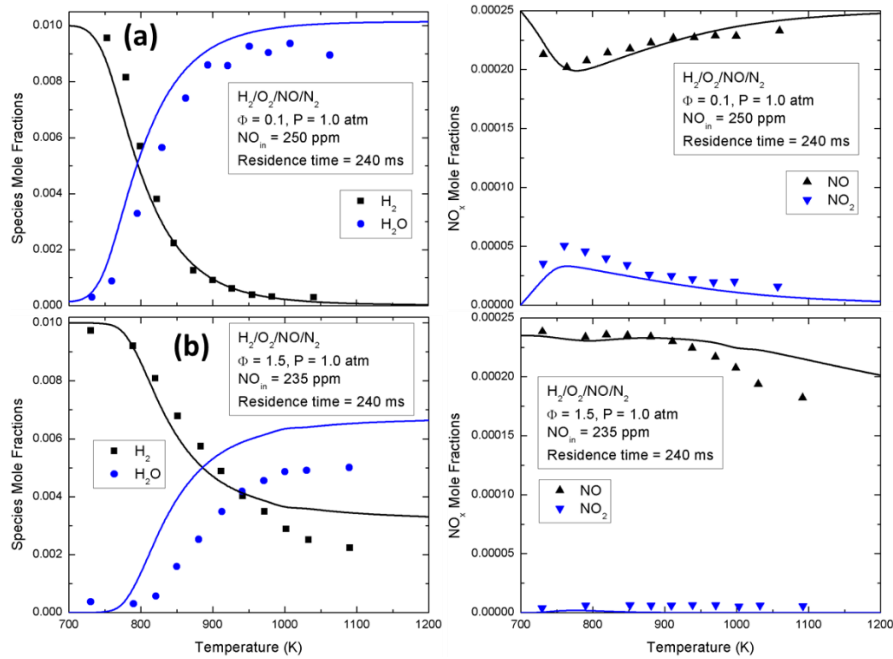 0.010
0.008
0.006
0.004
0.002
0.000
Species Mole Fractions
(a)
H₂/O₂/NO/N₂
Φ = 0.1, P = 1.0 atm
NOᵢₙ = 250 ppm
Residence time = 240 ms
H₂
H₂O
0.00025
0.00020
0.00015
0.00010
0.00005
0.00000
NOₓ Mole Fractions
H₂/O₂/NO/N₂
Φ = 0.1, P = 1.0 atm
NOᵢₙ = 250 ppm
Residence time = 240 ms
NO
NO₂
0.010
0.008
0.006
0.004
0.002
0.000
Species Mole Fractions
(b)
H₂/O₂/NO/N₂
Φ = 1.5, P = 1.0 atm
NOᵢₙ = 235 ppm
Residence time = 240 ms
H₂
H₂O
700 800 900 1000 1100 1200
Temperature (K)
0.00025
0.00020
0.00015
0.00010
0.00005
0.00000
NOₓ Mole Fractions
H₂/O₂/NO/N₂
Φ = 1.5, P = 1.0 atm
NOᵢₙ = 235 ppm
Residence time = 240 ms
NO
NO₂
700 800 900 1000 1100 1200
Temperature (K)